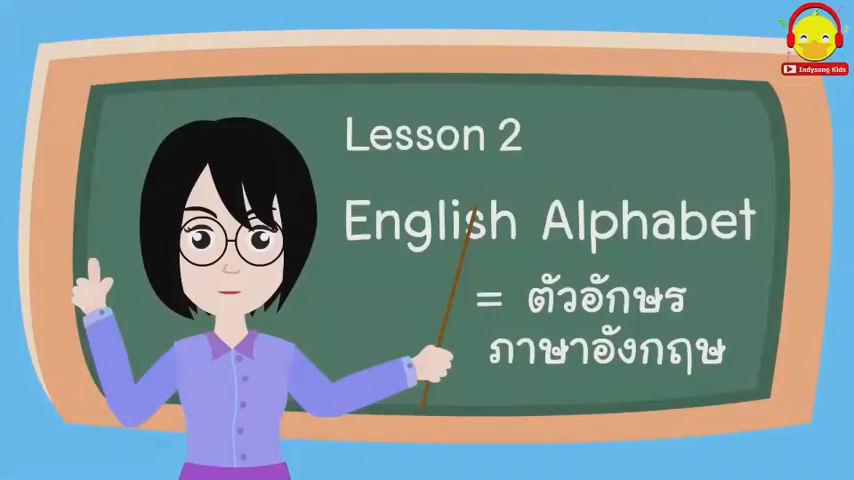 Indysong Kids
Lesson 2
English Alphabet
= ตัวอักษร
ภาษาอังกฤษ